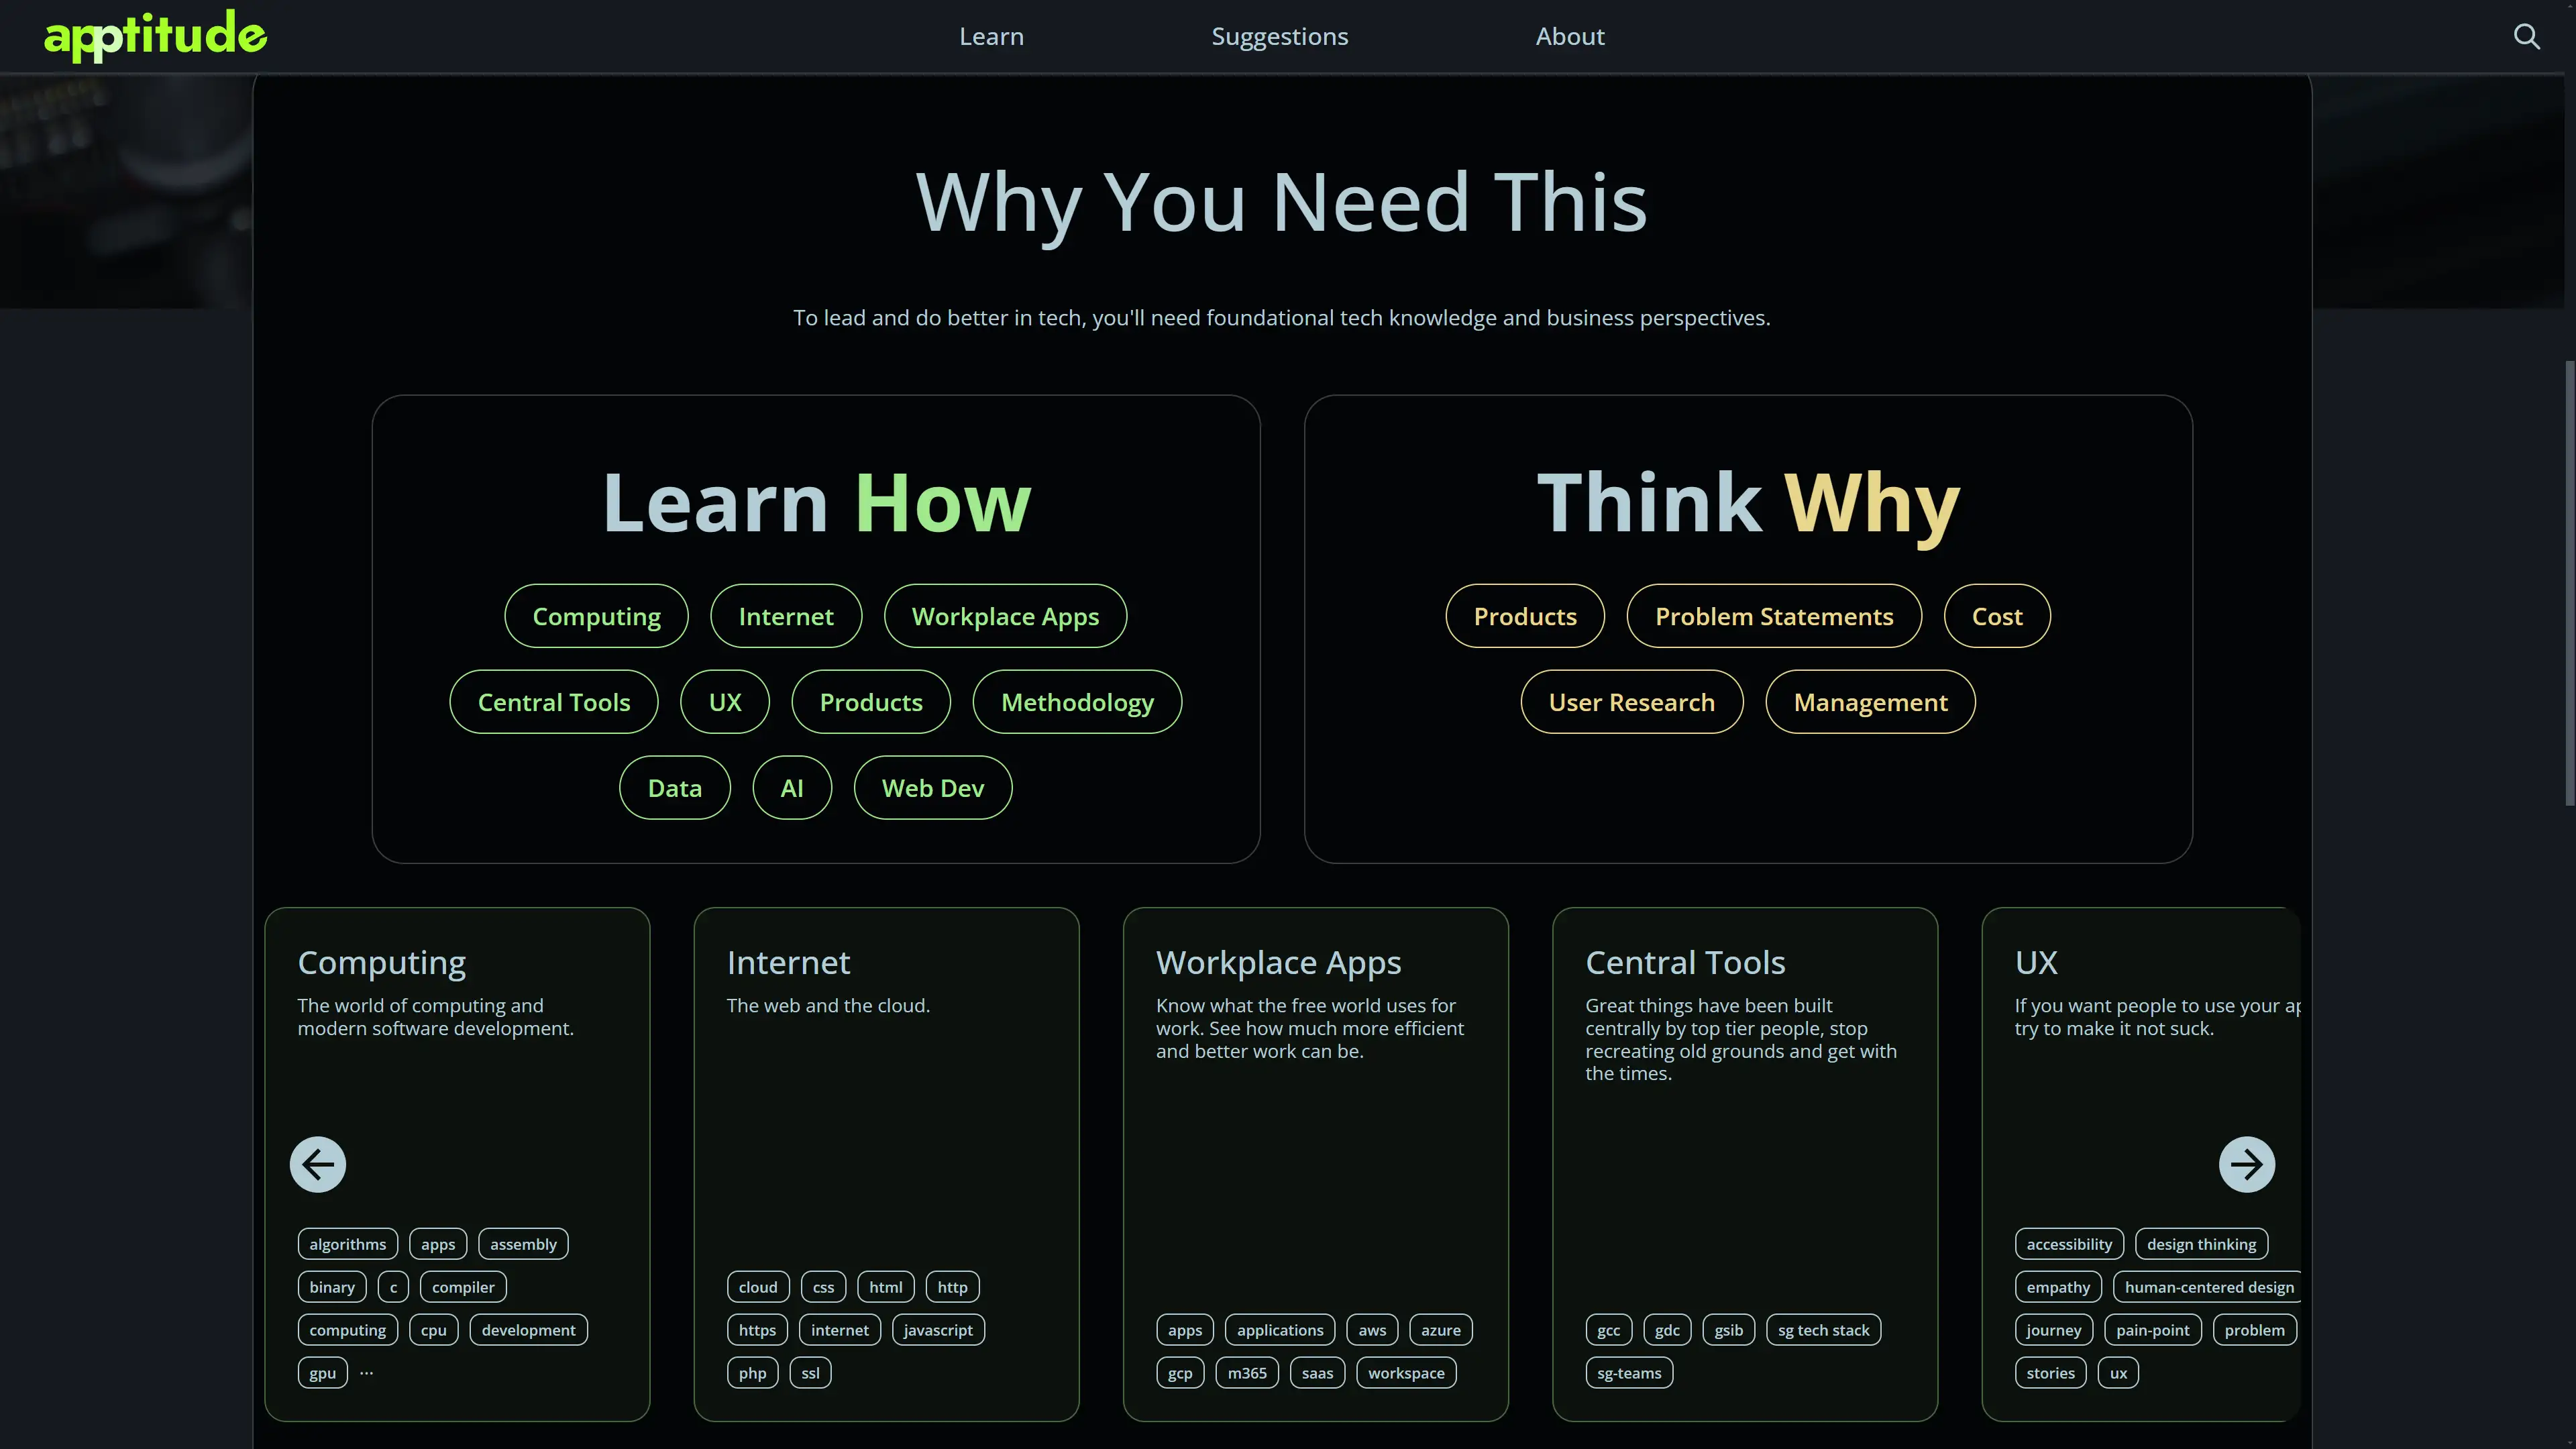 apptitude
Learn Suggestions About
Why You Need This
To lead and do better in tech, you'll need foundational tech knowledge and business perspectives.
Learn How
Computing Internet Workplace Apps
Central Tools UX Products Methodology
Data AI Web Dev
Think Why
Products Problem Statements Cost
User Research Management
Computing
The world of computing and
modern software development.
algorithms apps assembly
binary c compiler
computing cpu development
gpu ...
Internet
The web and the cloud.
cloud css html http
https internet javascript
php ssl
Workplace Apps
Know what the free world uses for
work. See how much more efficient
and better work can be.
apps applications aws azure
gcp m365 saas workspace
Central Tools
Great things have been built
centrally by top tier people, stop
recreating old grounds and get with
the times.
gcc gdc gsib sg tech stack
sg-teams
UX
If you want people to use your
try to make it not suck.
accessibility design thinking
empathy human-centered design
journey pain-point problem
stories ux